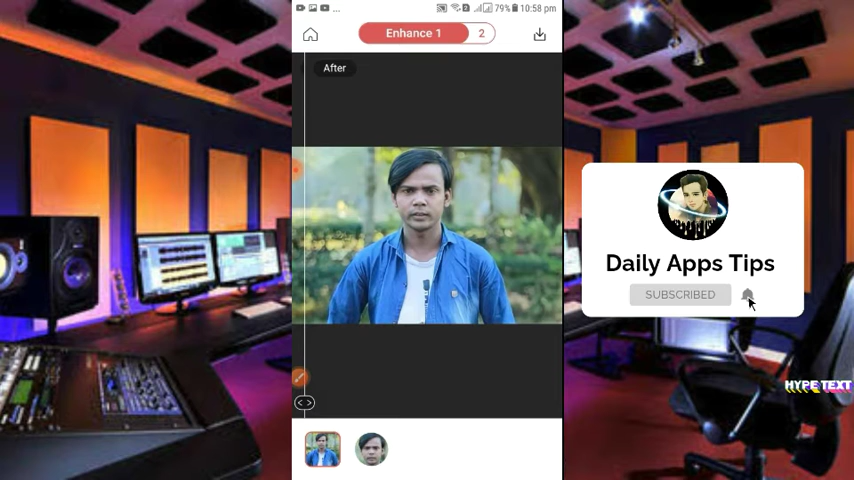 ... 79% 10:58 pm
Enhance 1 2
After
Daily Apps Tips
SUBSCRIBED
HYPE TEXT